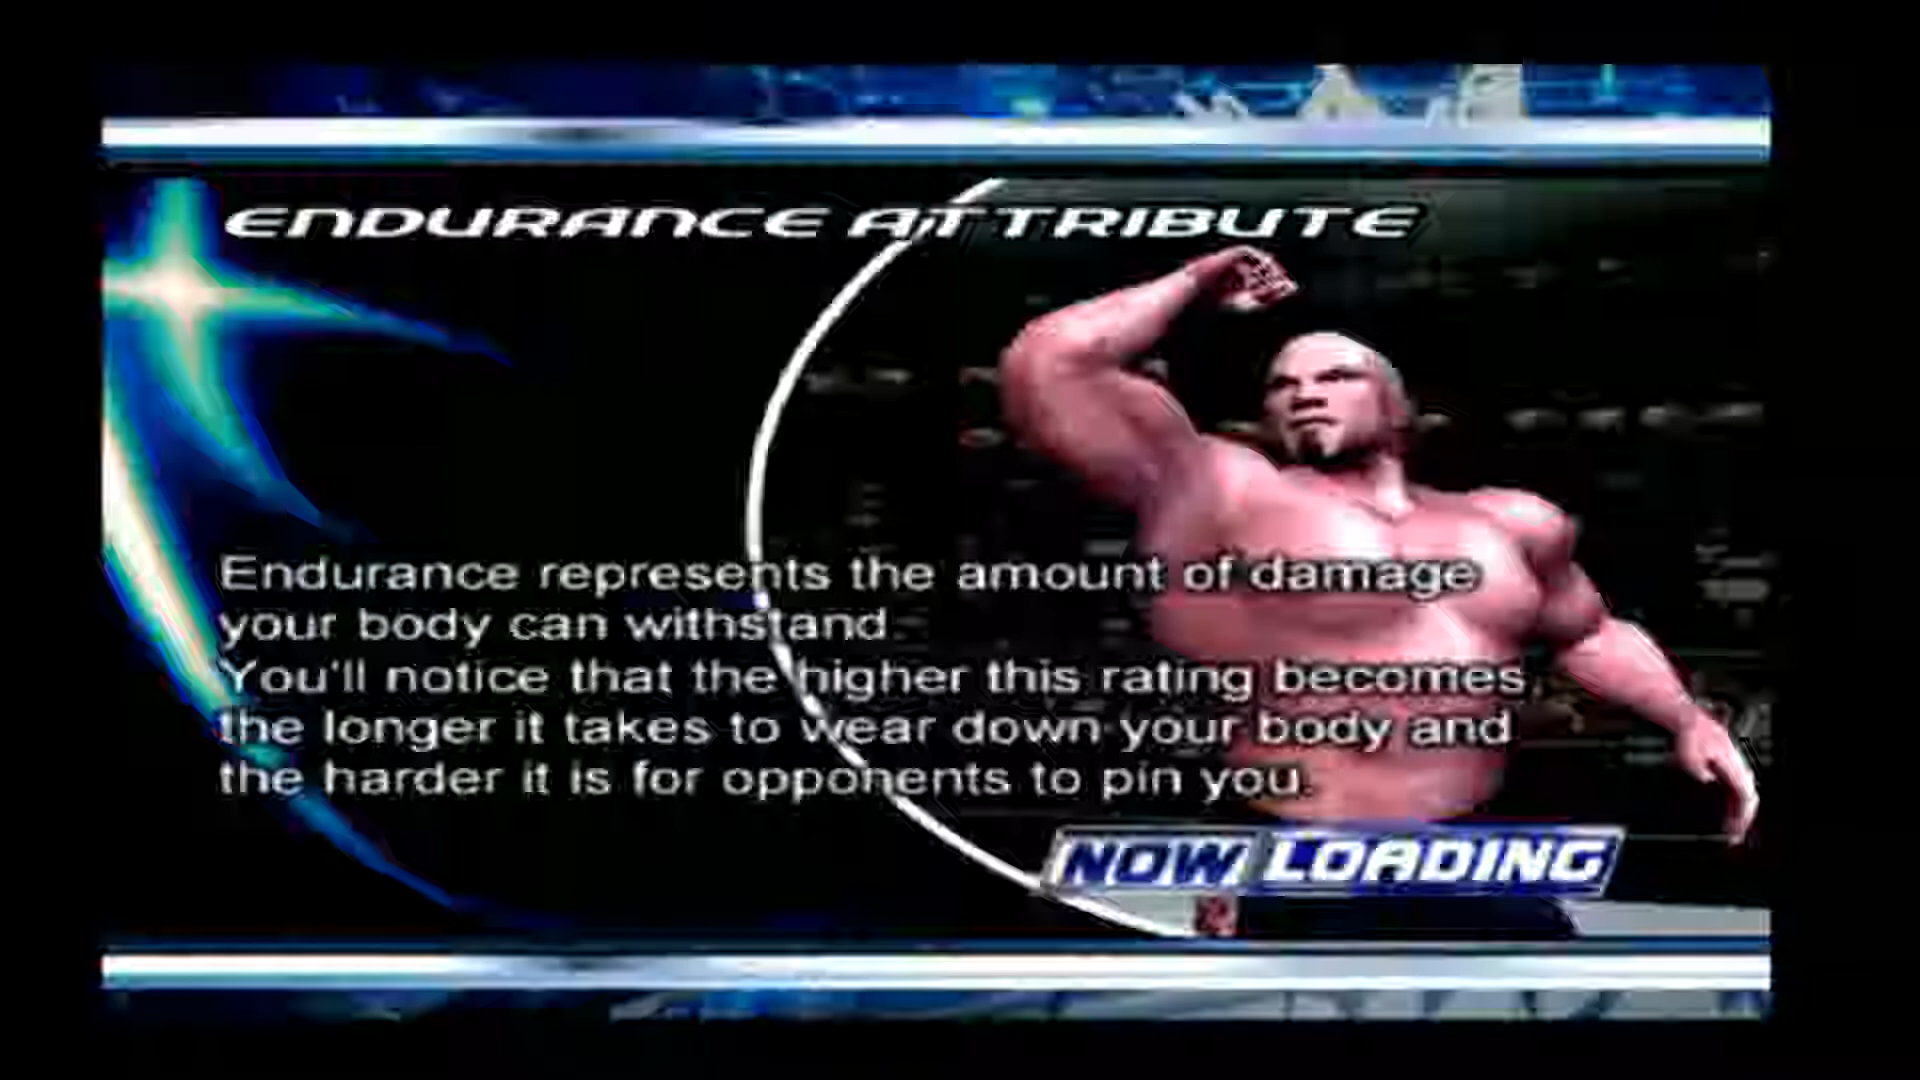 ENDURANCE ATTRIBUTE
Endurance represents the amount of damage
your body can withstand
You'll notice that the higher this rating becomes
the longer it takes to wear down your body and
the harder it is for opponents to pin you.
NOW LOADING